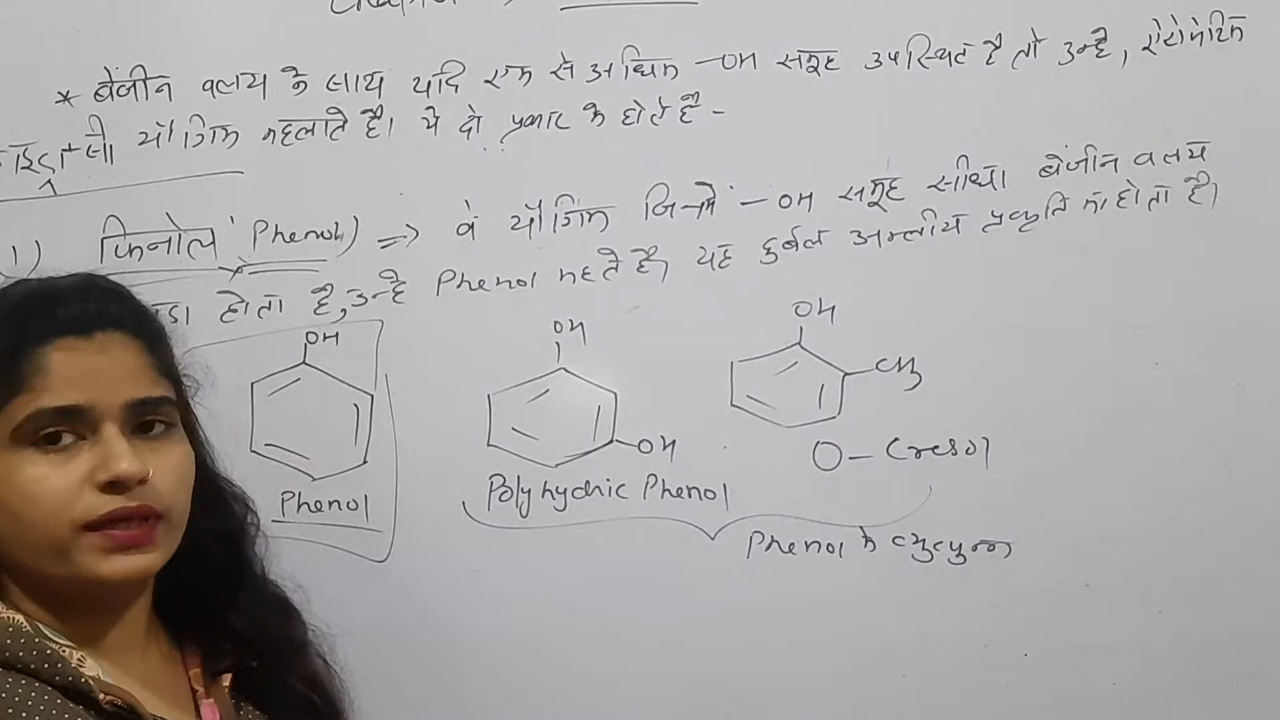 * बेंजीन वलय के साथ यदि एक से अधिक -OH समूह उपस्थित है तो उन्हे, ऐरोमेटिक
हाइड्रॉक्सी यौगिक कहलाते है। ये दो प्रकार के होते है -
1) फिनोल (Phenol) => वे यौगिक जिनमें -OH समूह सीधा बेंजीन वलय
होता है, उन्हे Phenol कहते है, यह दुर्बल अम्लीय प्रकृति का होता है।
OH
OH
OH
CH3
OH
O- Cresol
Phenol
Polyhydric Phenol
Phenol के व्युत्पन्न